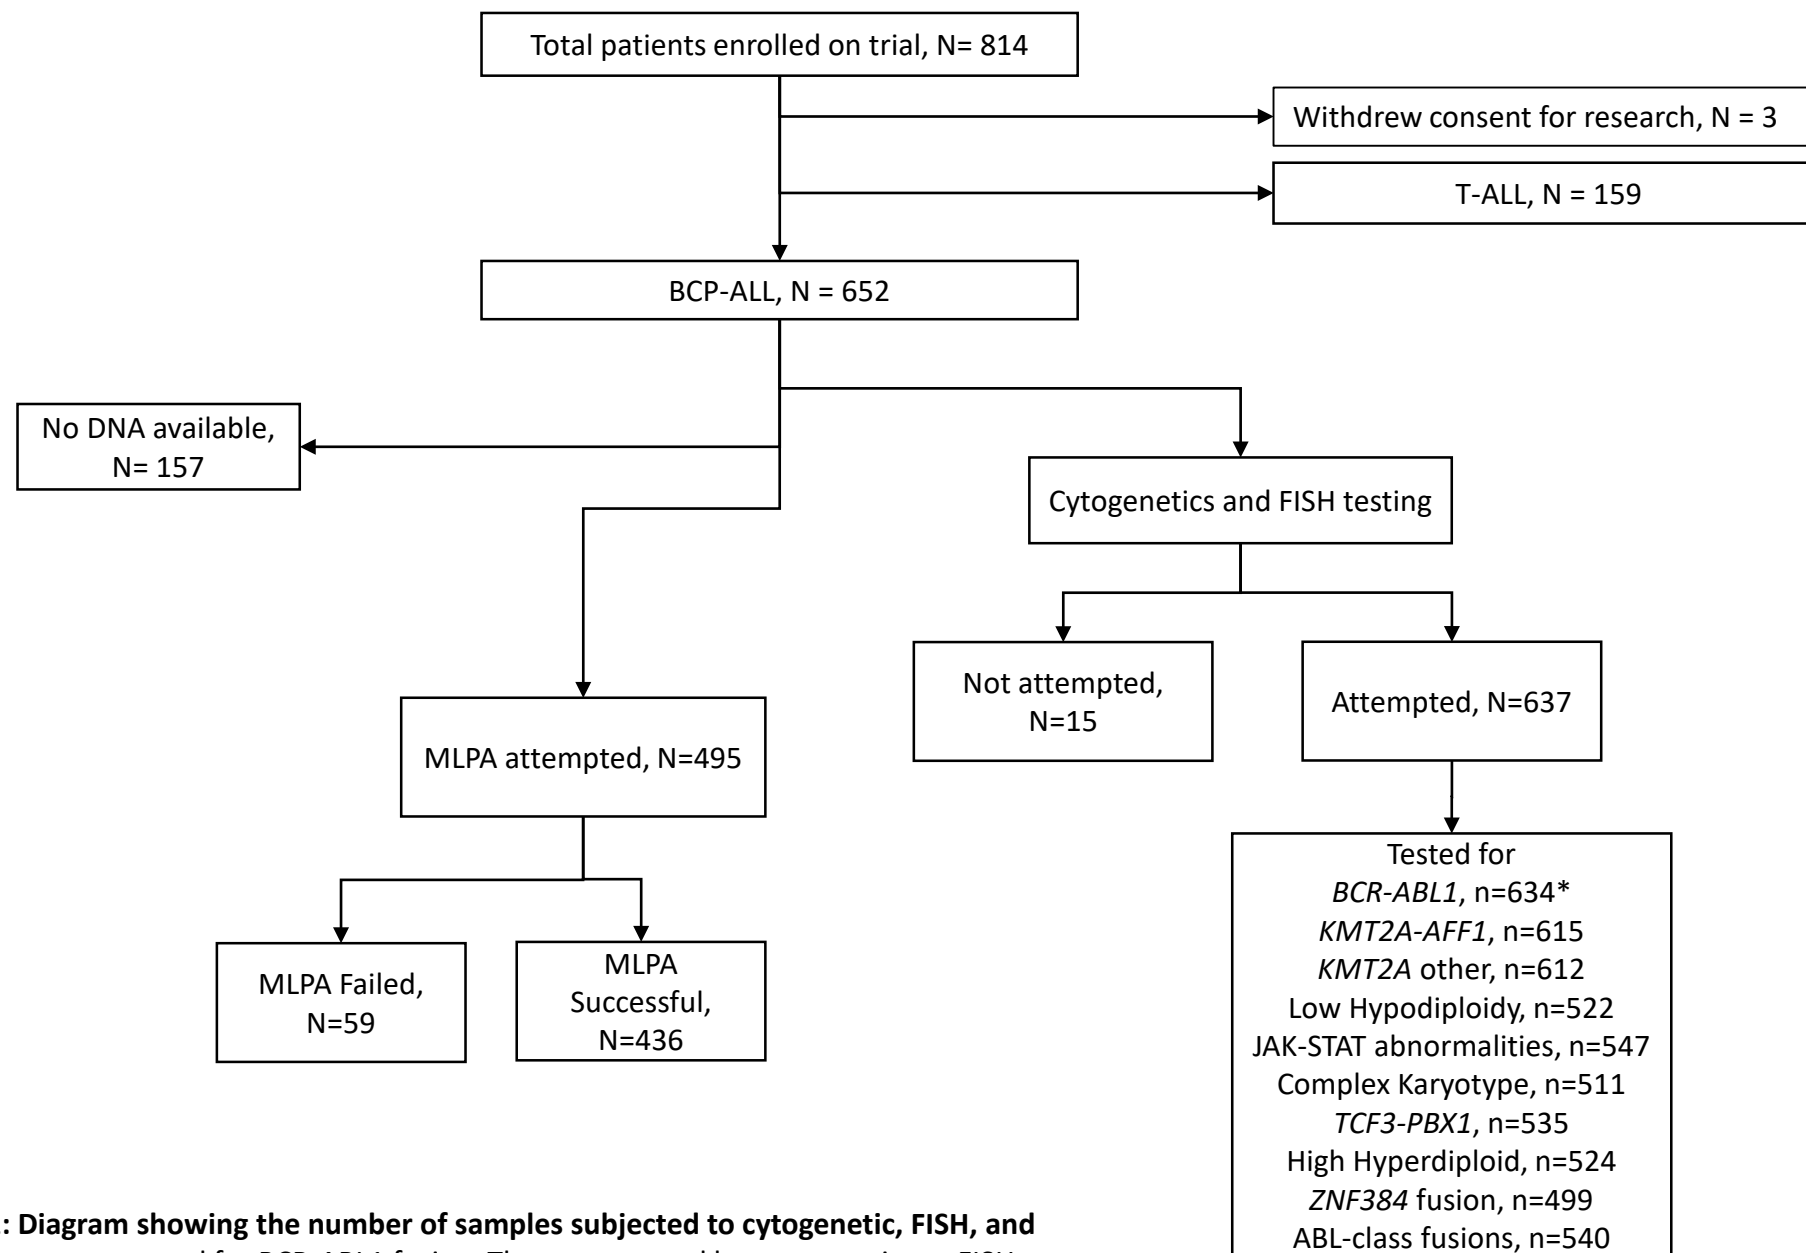 Total patients enrolled on trial, N= 814
Withdrew consent for research, N = 3
T-ALL, N = 159
BCP-ALL, N = 652
No DNA available,
N= 157
Cytogenetics and FISH testing
Not attempted,
N=15
Attempted, N=637
MLPA attempted, N=495
MLPA Failed,
N=59
MLPA
Successful,
N=436
Tested for
BCR-ABL1, n=634*
KMT2A-AFF1, n=615
KMT2A other, n=612
Low Hypodiploidy, n=522
JAK-STAT abnormalities, n=547
Complex Karyotype, n=511
TCF3-PBX1, n=535
High Hyperdiploid, n=524
ZNF384 fusion, n=499
ABL-class fusions, n=540
: Diagram showing the number of samples subjected to cytogenetic, FISH, and